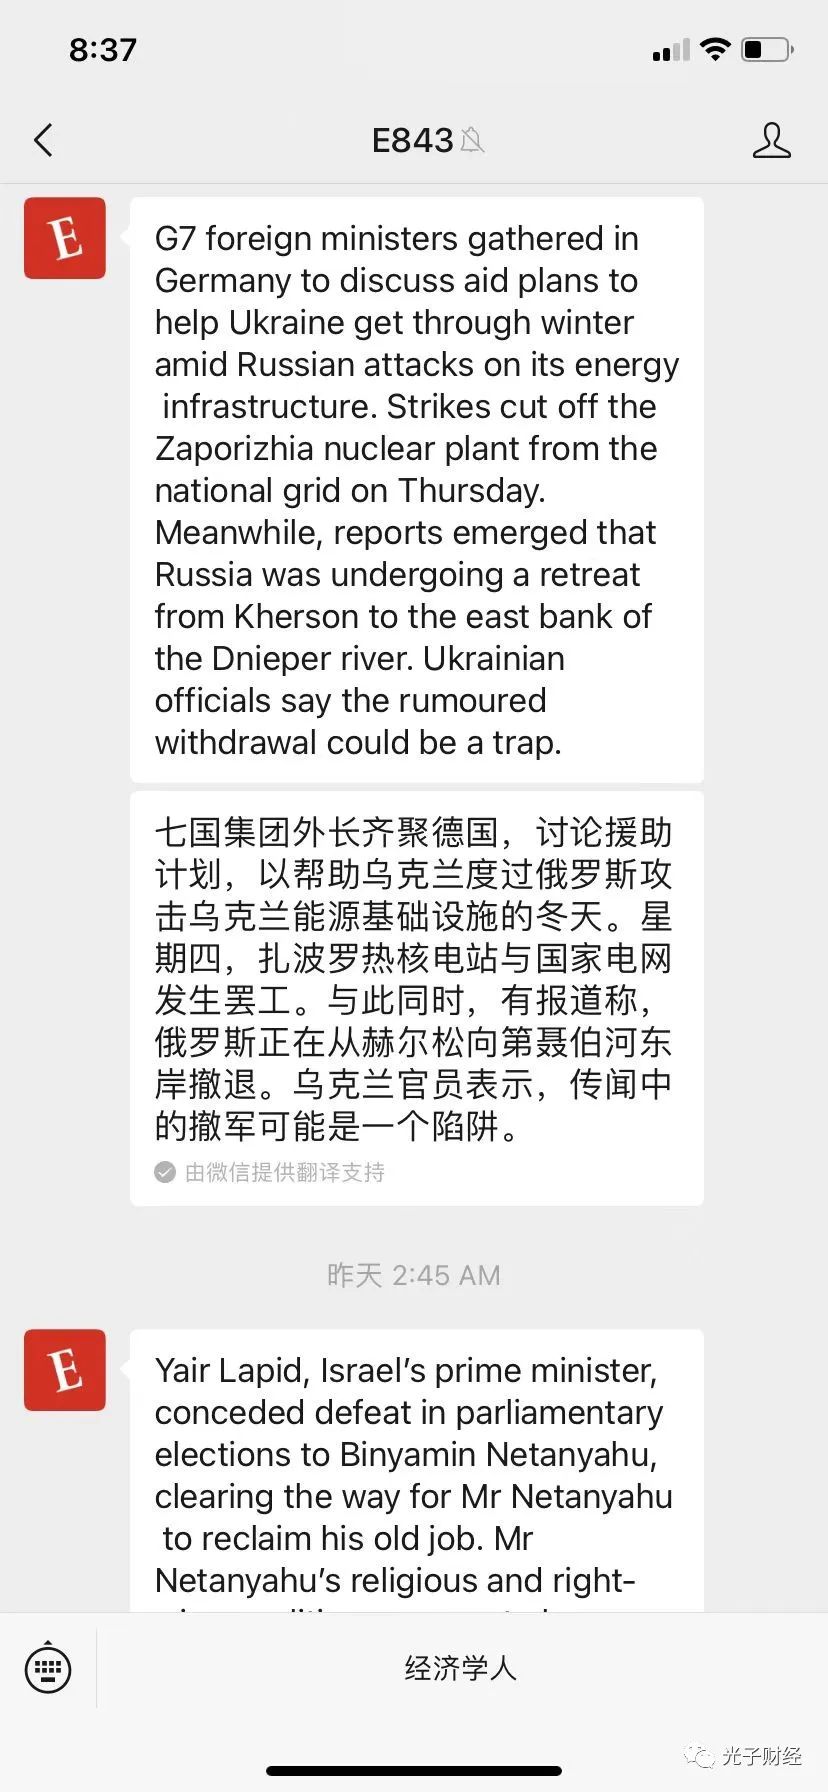 8:37
E843
E
G7 foreign ministers gathered in
Germany to discuss aid plans to
help Ukraine get through winter
amid Russian attacks on its energy
infrastructure. Strikes cut off the
Zaporizhia nuclear plant from the
national grid on Thursday.
Meanwhile, reports emerged that
Russia was undergoing a retreat
from Kherson to the east bank of
the Dnieper river. Ukrainian
officials say the rumoured
withdrawal could be a trap.
七国集团外长齐聚德国，讨论援助
计划，以帮助乌克兰度过俄罗斯攻
击乌克兰能源基础设施的冬天。星
期四，扎波罗热核电站与国家电网
发生罢工。与此同时，有报道称，
俄罗斯正在从赫尔松向第聂伯河东
岸撤退。乌克兰官员表示，传闻中
的撤军可能是一个陷阱。
由微信提供翻译支持
昨天 2:45 AM
E
Yair Lapid, Israel’s prime minister,
conceded defeat in parliamentary
elections to Binyamin Netanyahu,
clearing the way for Mr Netanyahu
to reclaim his old job. Mr
Netanyahu’s religious and right-
经济学人
光子财经